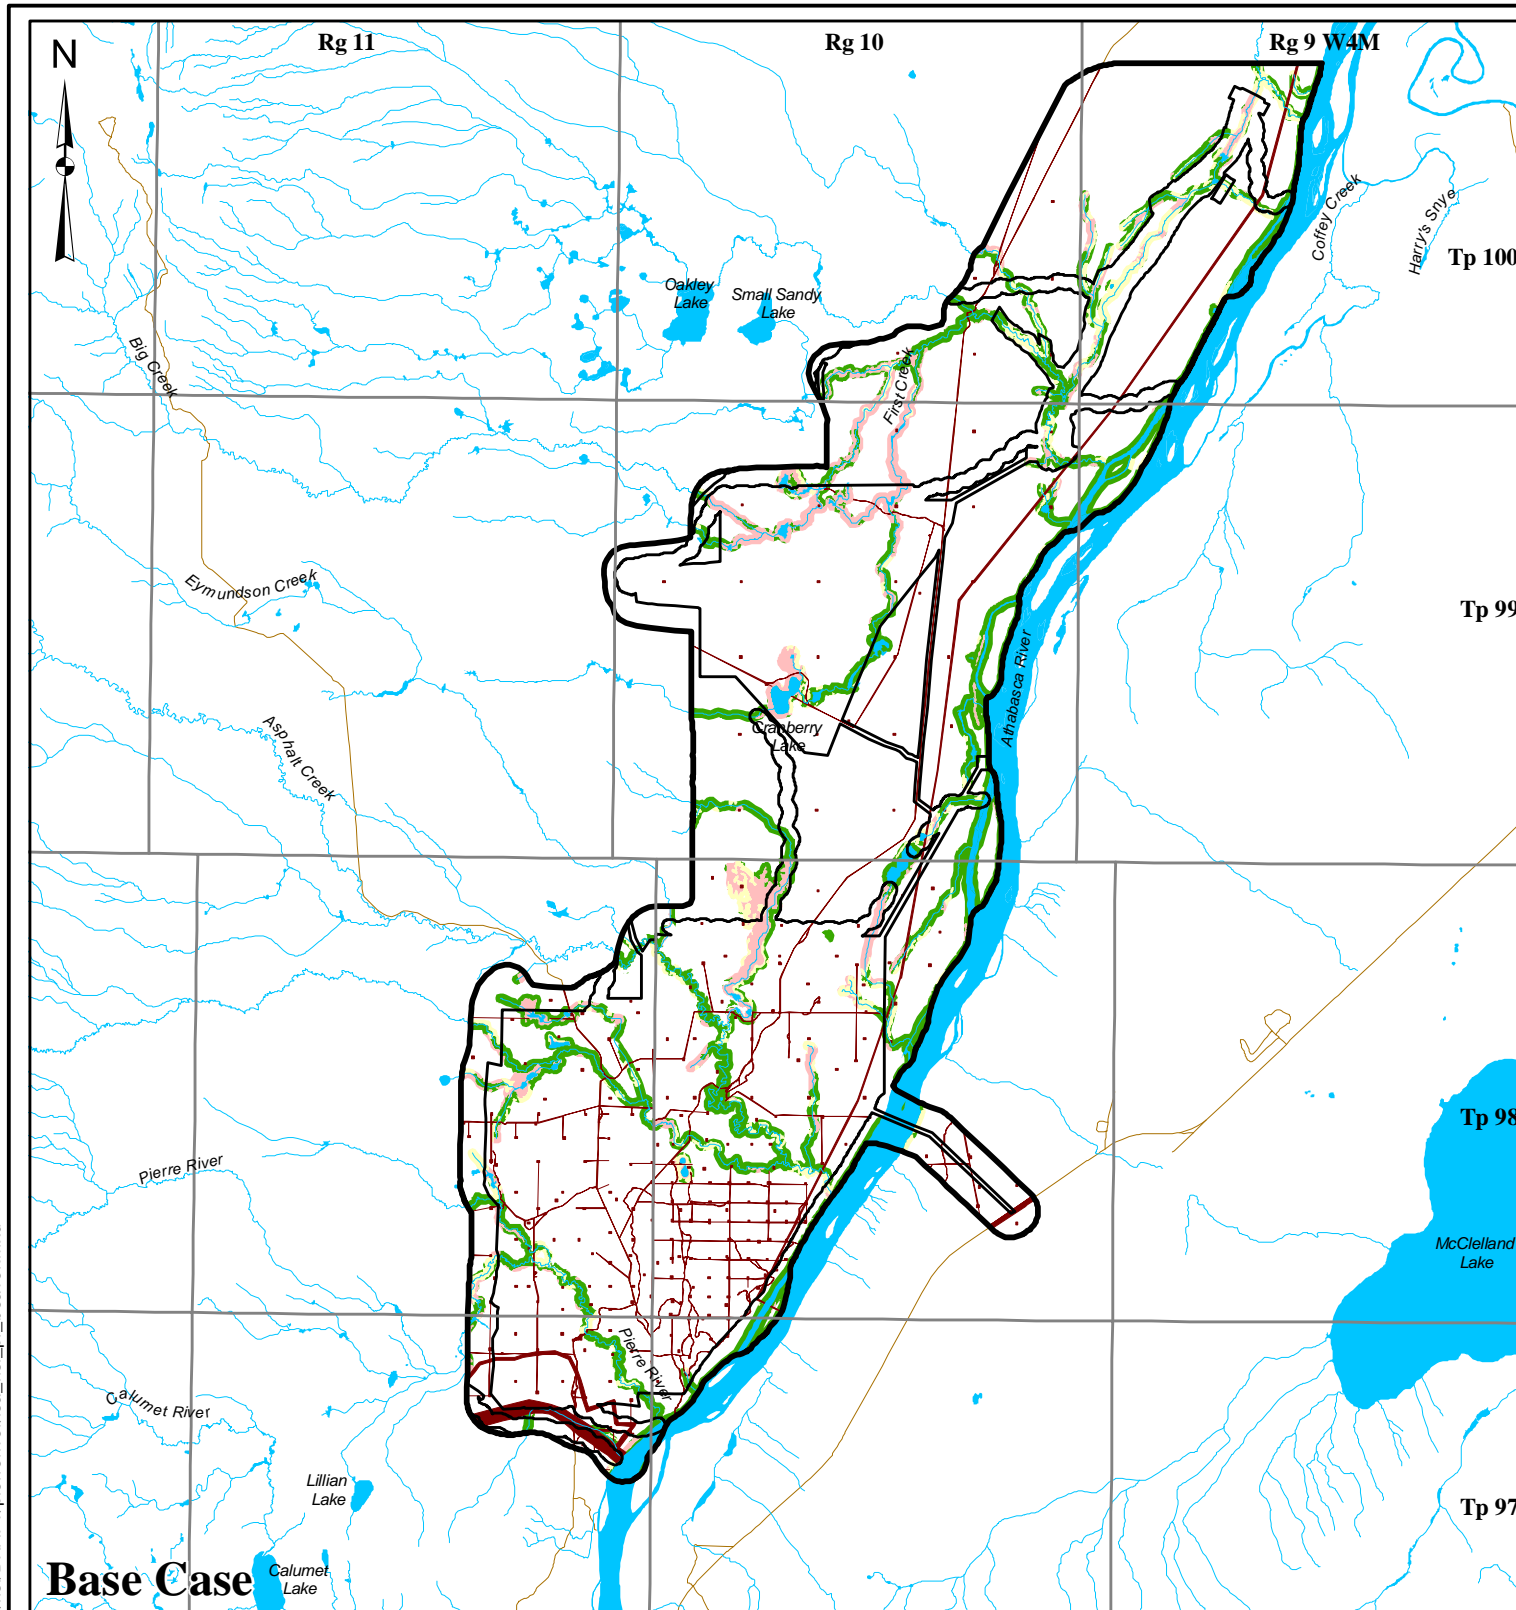 Rg 11
Rg 10
Rg 9 W4M
N
Coffey Creek
Harry's Snye
Tp 100
Oakley
Lake
Small Sandy
Lake
Big Creek
First Creek
Eymundson Creek
Tp 99
Athabasca River
Asphalt Creek
Cranberry
Lake
Tp 98
Pierre River
McClelland
Lake
Pierre River
Calumet River
Lillian
Lake
Tp 97
Base Case
Calumet
Lake